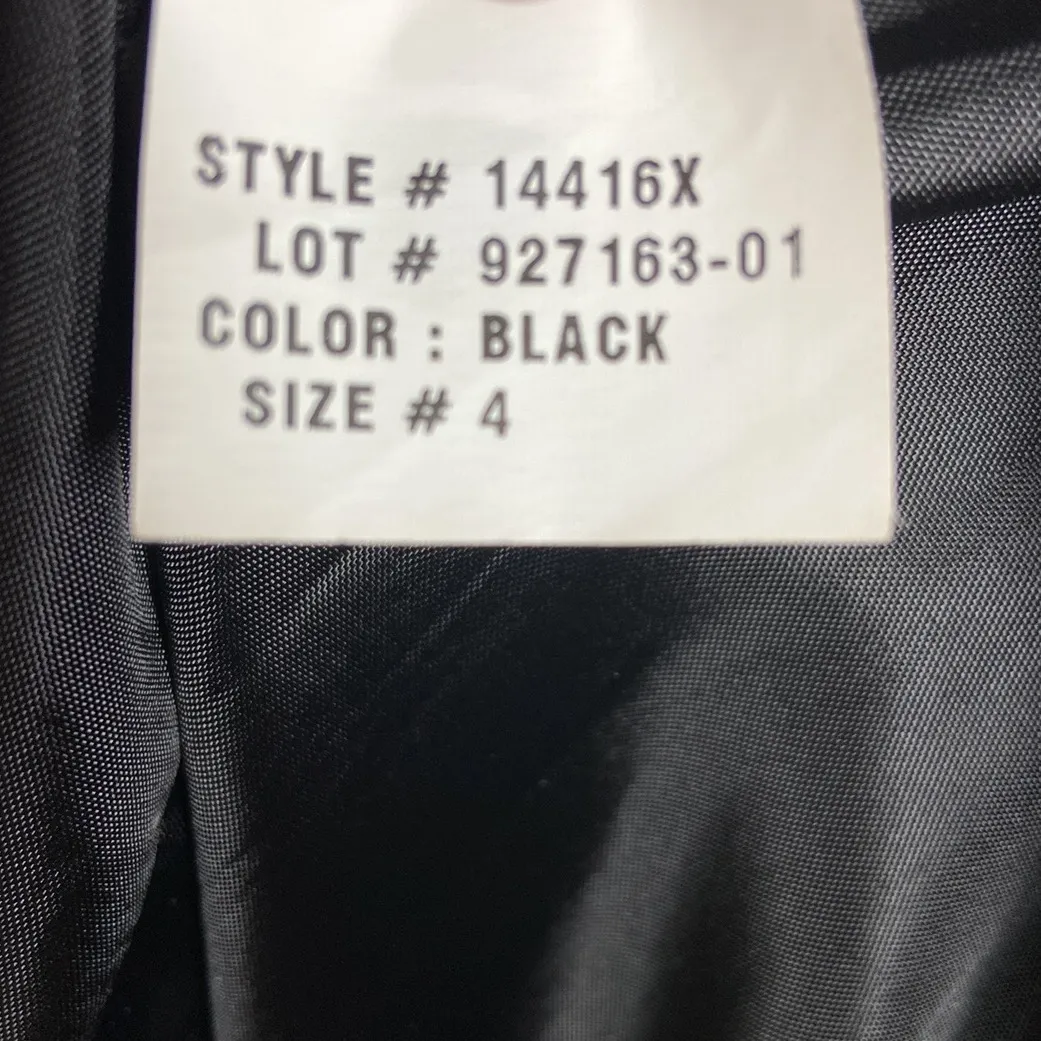 STYLE # 14416X
LOT # 927163-01
COLOR : BLACK
SIZE # 4